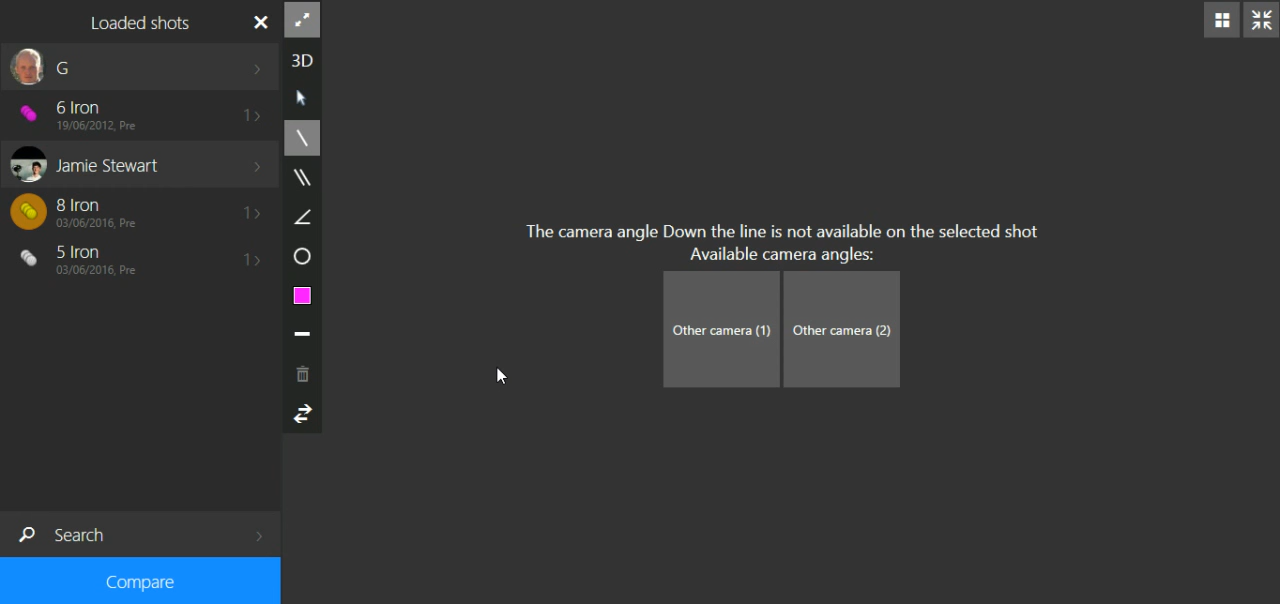 Loaded shots
G
6 Iron
1
19/06/2012, Pre
Jamie Stewart
8 Iron
1
03/06/2016, Pre
5 Iron
1
03/06/2016, Pre
Search
Compare
3D
The camera angle Down the line is not available on the selected shot
Available camera angles:
Other camera (1)
Other camera (2)